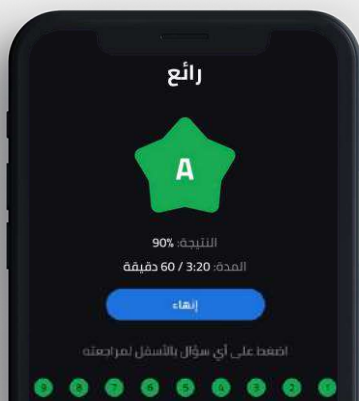 رائع
A
النتيجة: 90%
المدة: 3:20 / 60 دقيقة
إنهاء
اضغط على أي سؤال بالأسفل لمراجعته
1 2 3 4 5 6 7 8 9